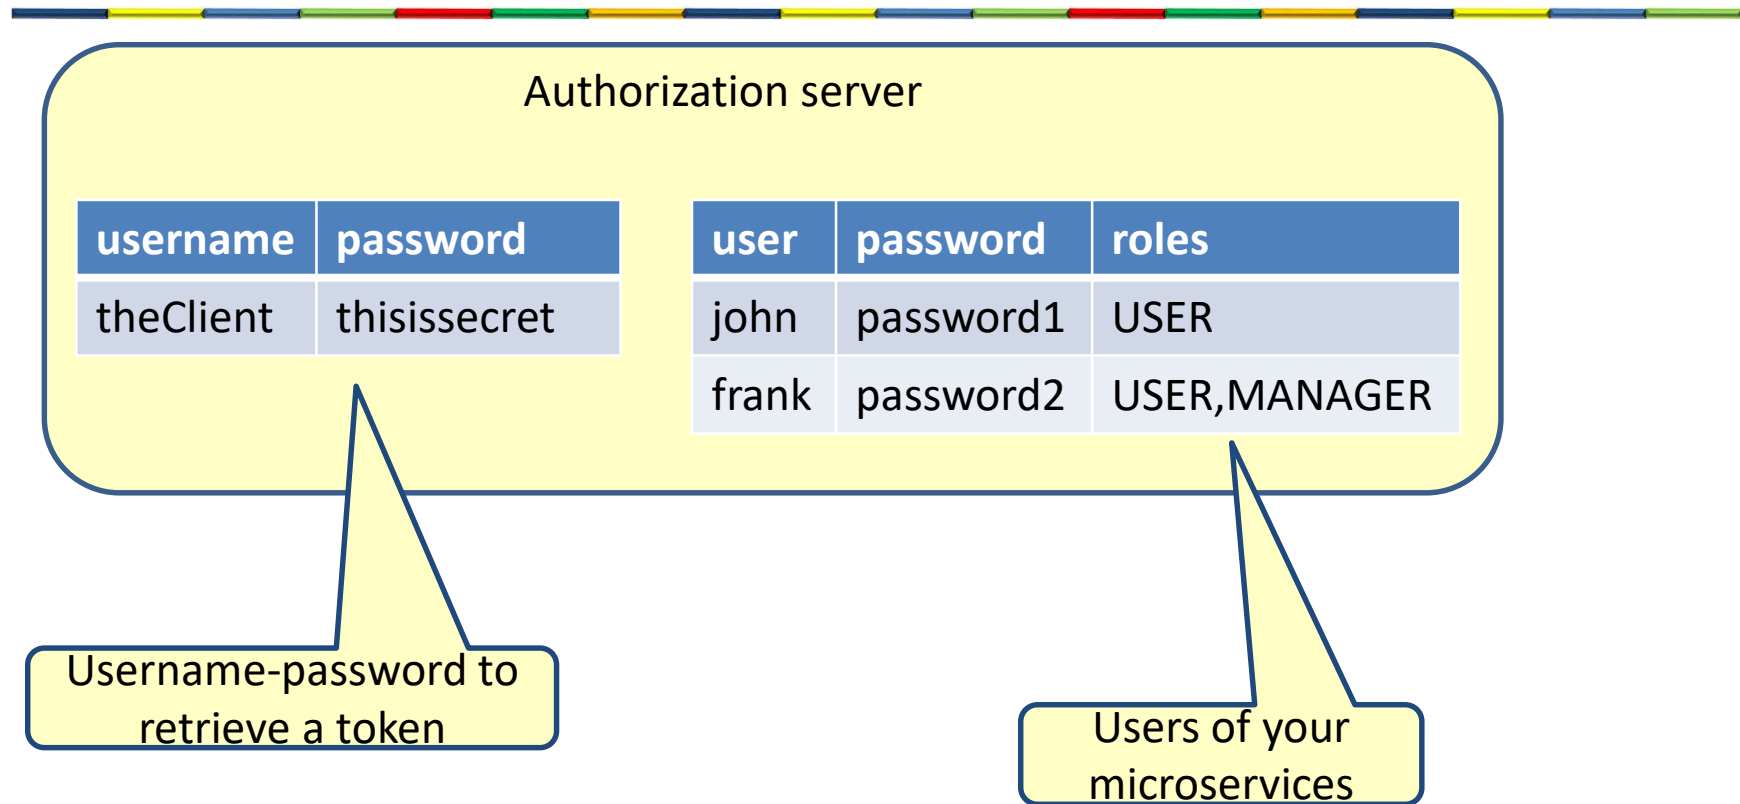 Authorization server
username password
theClient thisissecret
user password roles
john password1 USER
frank password2 USER,MANAGER
Username-password to
retrieve a token
Users of your
microservices